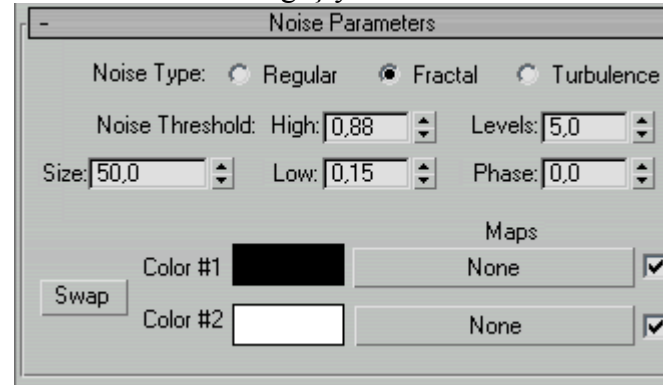 - Noise Parameters
Noise Type: Regular Fractal Turbulence
Noise Threshold: High: 0,88 Levels: 5,0
Size: 50,0 Low: 0,15 Phase: 0,0
Maps
Color #1 None
Swap
Color #2 None